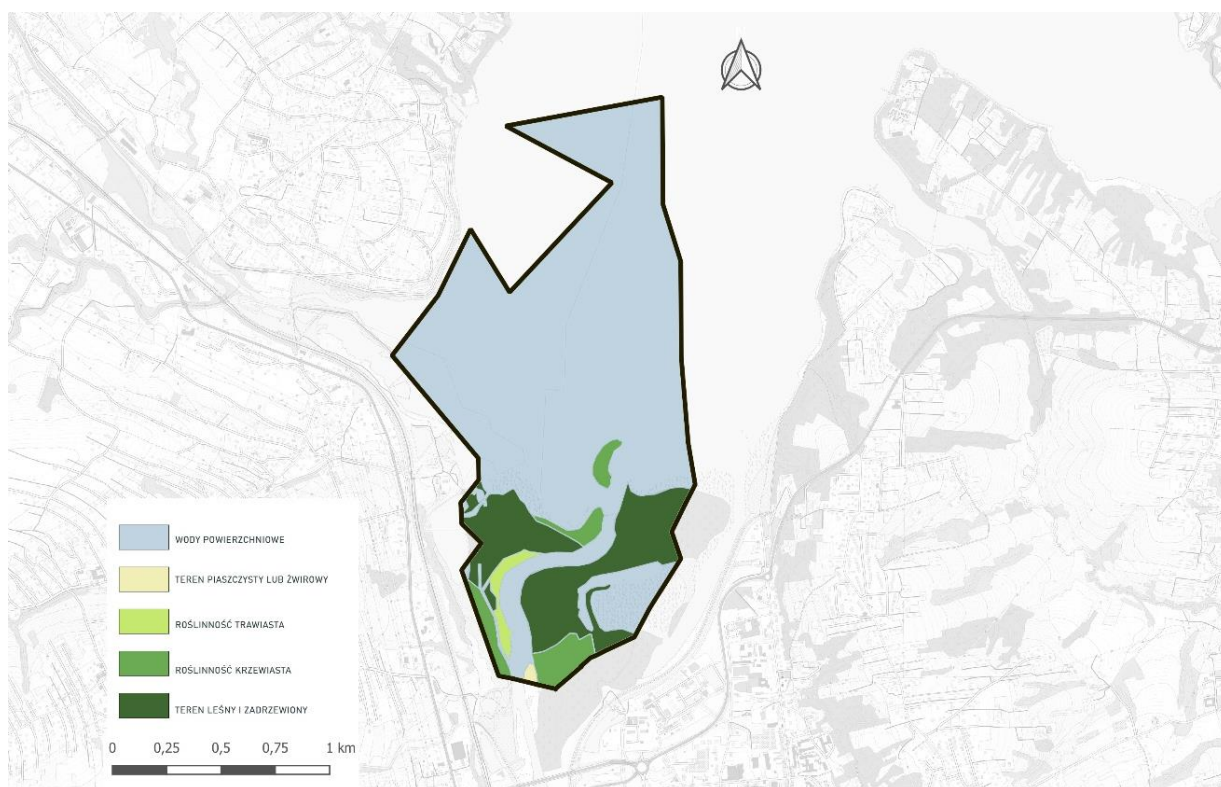 WODY POWIERZCHNIOWE
TEREN PIASZCZYSTY LUB ŻWIROWY
ROŚLINNOŚĆ TRAWIASTA
ROŚLINNOŚĆ KRZEWIASTA
TEREN LEŚNY I ZADRZEWIONY
0 0,25 0,5 0,75 1 km